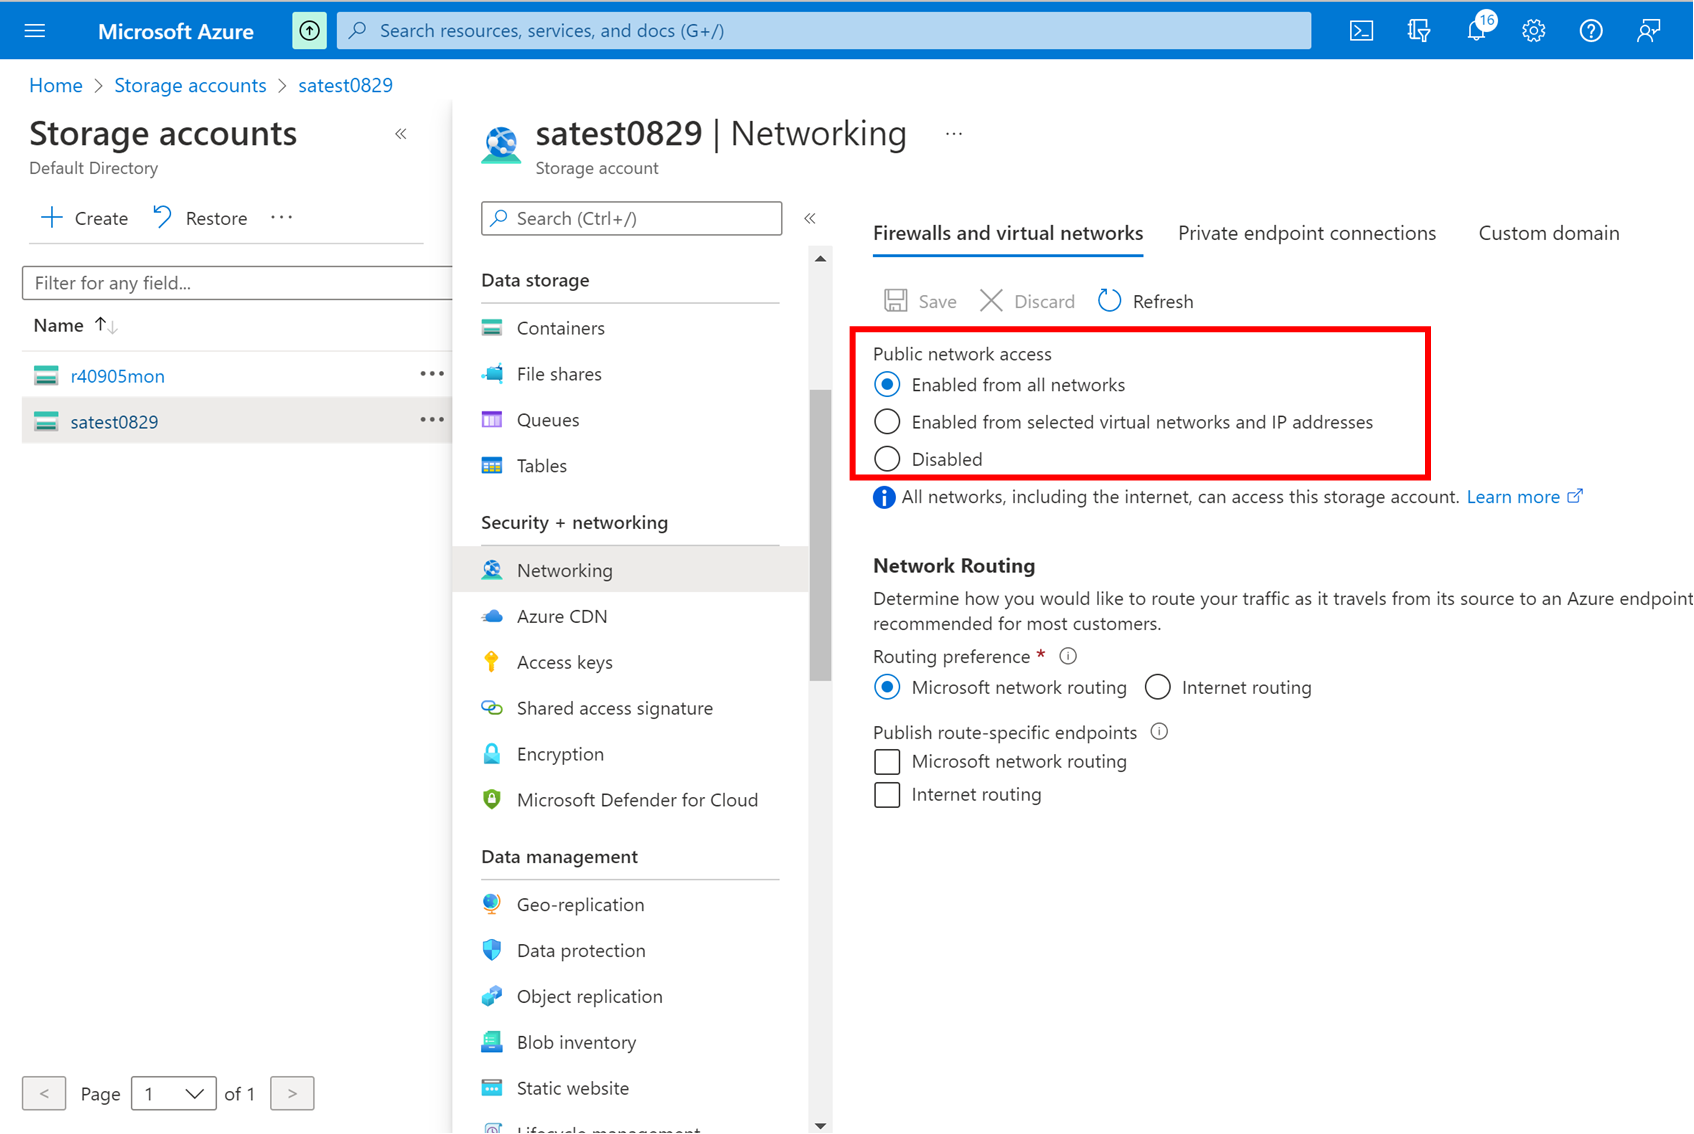 Microsoft Azure
Search resources, services, and docs (G+/)
16
Home > Storage accounts > satest0829
Storage accounts
Default Directory
Create
Restore
Filter for any field...
Name
r40905mon
satest0829
Page 1 of 1
satest0829 | Networking
Storage account
Search (Ctrl+/)
Data storage
Containers
File shares
Queues
Tables
Security + networking
Networking
Azure CDN
Access keys
Shared access signature
Encryption
Microsoft Defender for Cloud
Data management
Geo-replication
Data protection
Object replication
Blob inventory
Static website
Lifecycle management
Firewalls and virtual networks
Private endpoint connections
Custom domain
Save
Discard
Refresh
Public network access
Enabled from all networks
Enabled from selected virtual networks and IP addresses
Disabled
All networks, including the internet, can access this storage account. Learn more
Network Routing
Determine how you would like to route your traffic as it travels from its source to an Azure endpoint
recommended for most customers.
Routing preference *
Microsoft network routing
Internet routing
Publish route-specific endpoints
Microsoft network routing
Internet routing